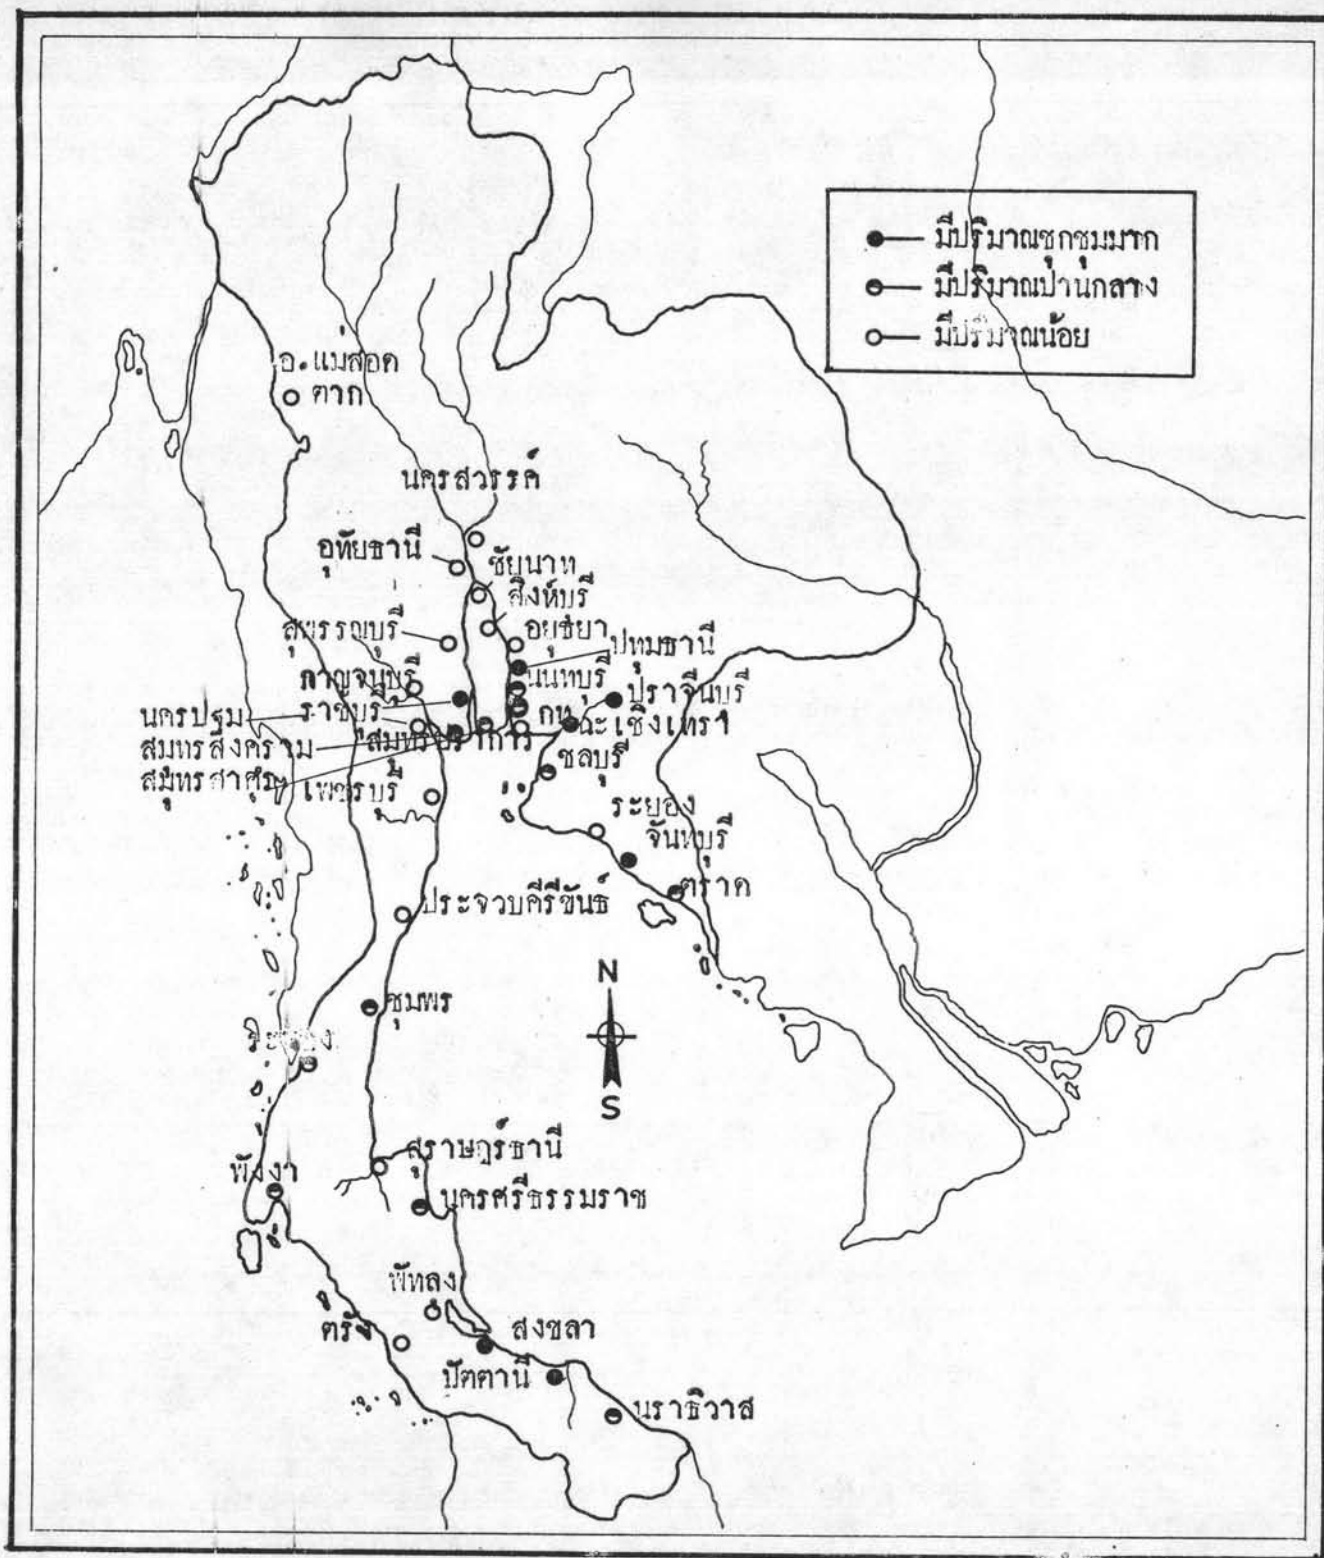 มีปริมาณชุกชุมมาก
มีปริมาณปานกลาง
มีปริมาณน้อย
อ.แม่สอด
ตาก
นครสวรรค์
อุทัยธานี
ชัยนาท
สิงห์บุรี
สุพรรณบุรี
อยุธยา
ปทุมธานี
กาญจนบุรี
นนทบุรี
ปราจีนบุรี
นครปฐม
ราชบุรี
กท
ฉะเชิงเทรา
สมุทรสงคราม
สมุทรปราการ
ชลบุรี
สมุทรสาคร
เพชรบุรี
ระยอง
จันทบุรี
ตราด
ประจวบคีรีขันธ์
N
ชุมพร
ระนอง
S
สุราษฎร์ธานี
พังงา
นครศรีธรรมราช
พัทลุง
ตรัง
สงขลา
ปัตตานี
นราธิวาส